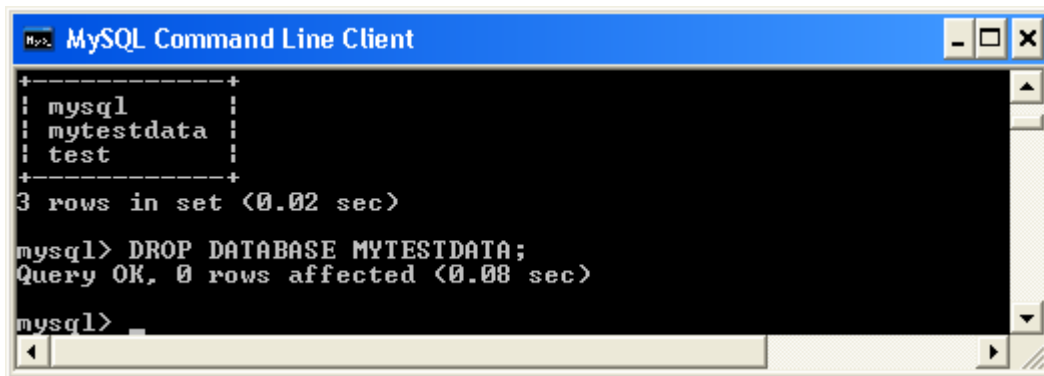 MySQL Command Line Client
+------------+
| mysql      |
| mytestdata |
| test       |
+------------+
3 rows in set (0.02 sec)
mysql> DROP DATABASE MYTESTDATA;
Query OK, 0 rows affected (0.08 sec)
mysql> _